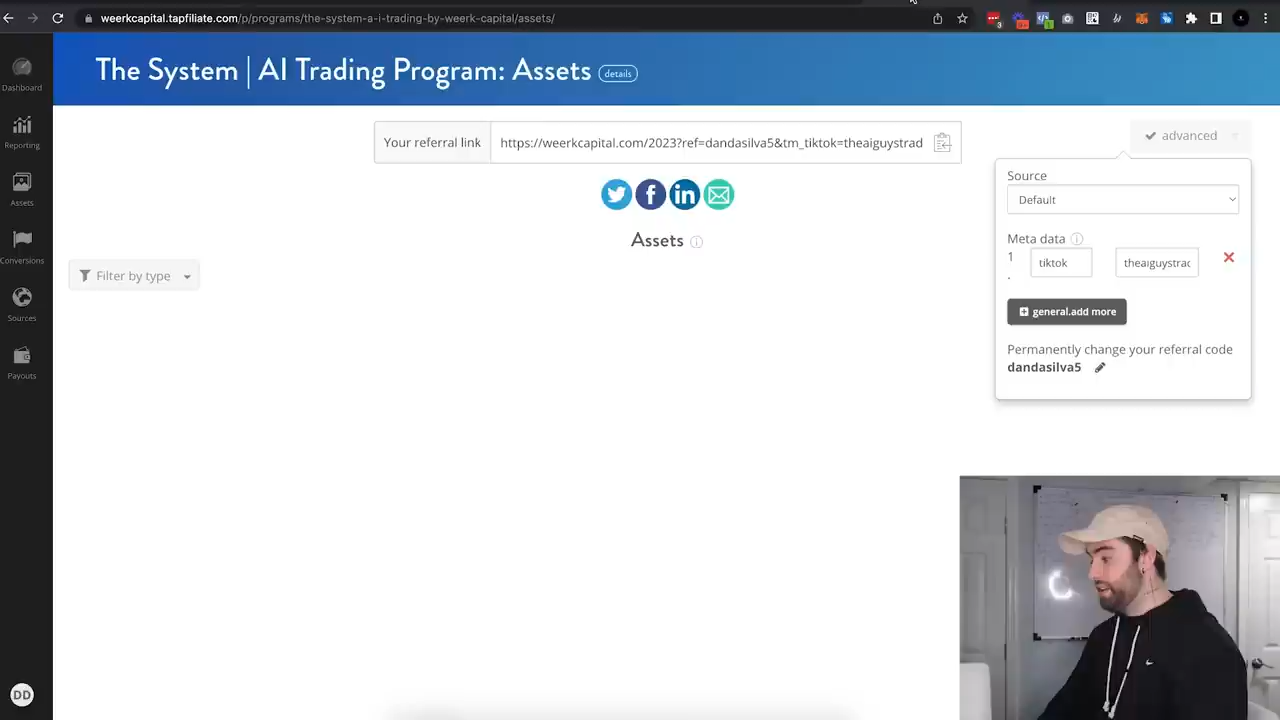 weerkcapital.tapfiliate.com/p/programs/the-system-a-i-trading-by-weerk-capital/assets/
The System | AI Trading Program: Assets details
Dashboard
Reporting
Assets
Conversions
Sources
Payouts
DD
Your referral link https://weerkcapital.com/2023?ref=dandasilva5&tm_tiktok=theaiguystrad
advanced
Source
Default
Meta data
1
.
tiktok theaiguystrad
general.add more
Permanently change your referral code
dandasilva5
Assets
Filter by type